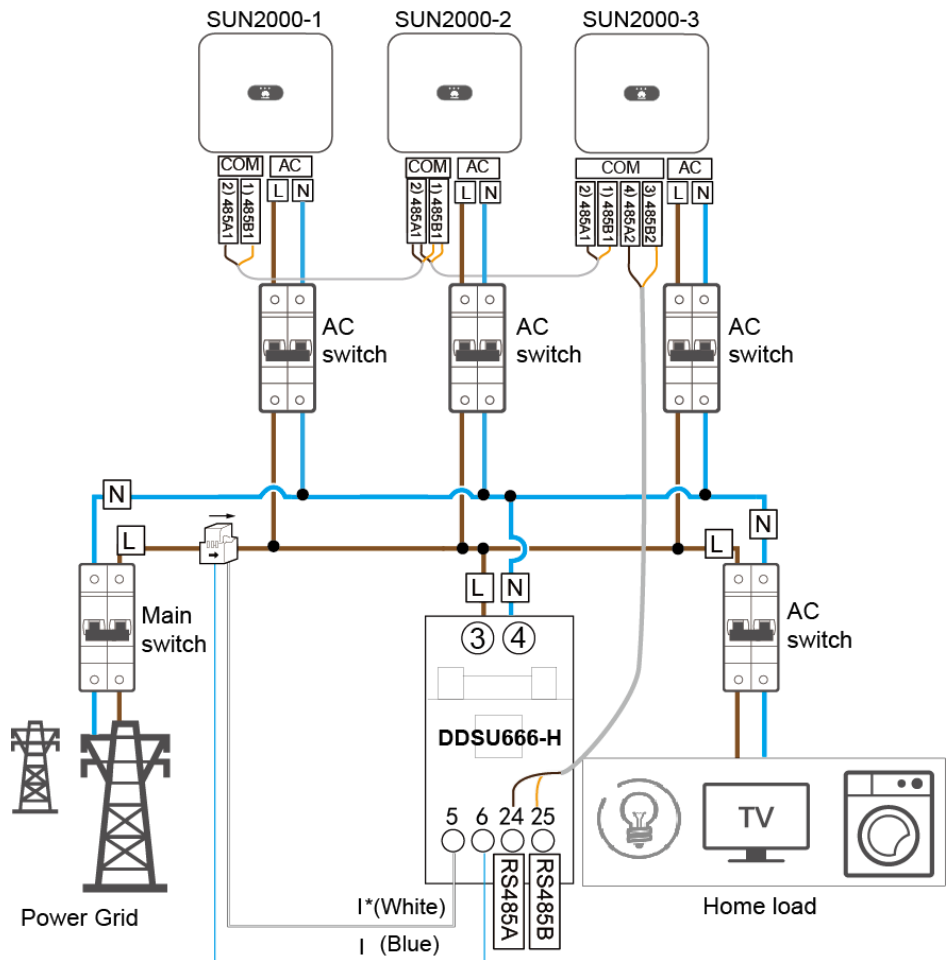 SUN2000-1
SUN2000-2
SUN2000-3
COM
AC
COM
AC
COM
AC
2) 485A1
1) 485B1
L
N
2) 485A1
1) 485B1
L
N
2) 485A1
1) 485B1
4) 485A2
3) 485B2
L
N
AC
switch
AC
switch
AC
switch
N
N
L
L
Main
switch
L
N
AC
switch
3
4
DDSU666-H
TV
5
6
24
25
RS485A
RS485B
Power Grid
I*(White)
I (Blue)
Home load